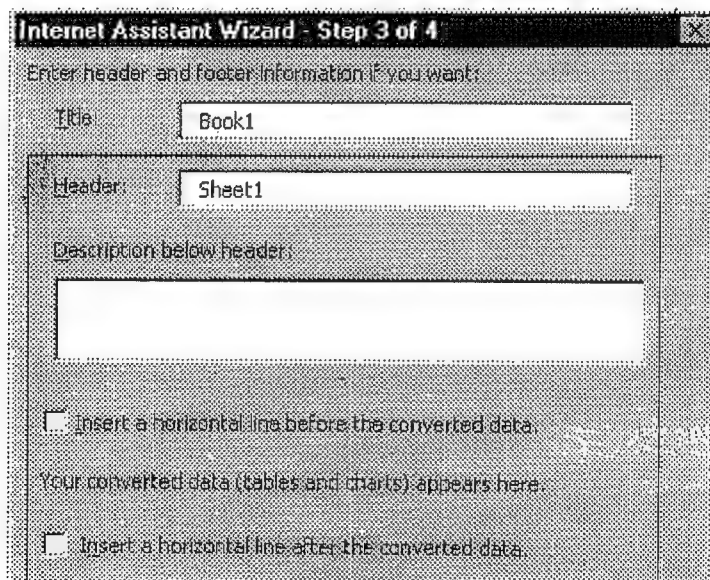 Internet Assistant Wizard - Step 3 of 4
Enter header and footer information if you want:
Title
Book1
Header:
Sheet1
Description below header:
Insert a horizontal line before the converted data.
Your converted data (tables and charts) appears here.
Insert a horizontal line after the converted data.